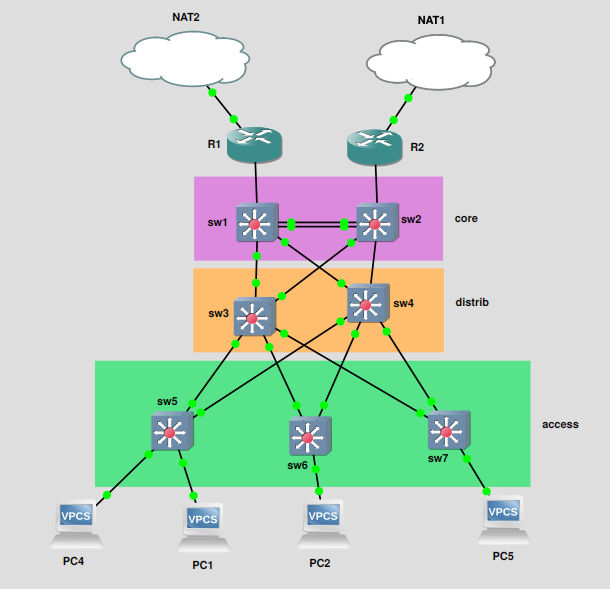 NAT2
NAT1
R1
R2
sw1
sw2
core
sw3
sw4
distrib
sw5
sw6
sw7
access
VPCS
VPCS
VPCS
VPCS
PC4
PC1
PC2
PC5